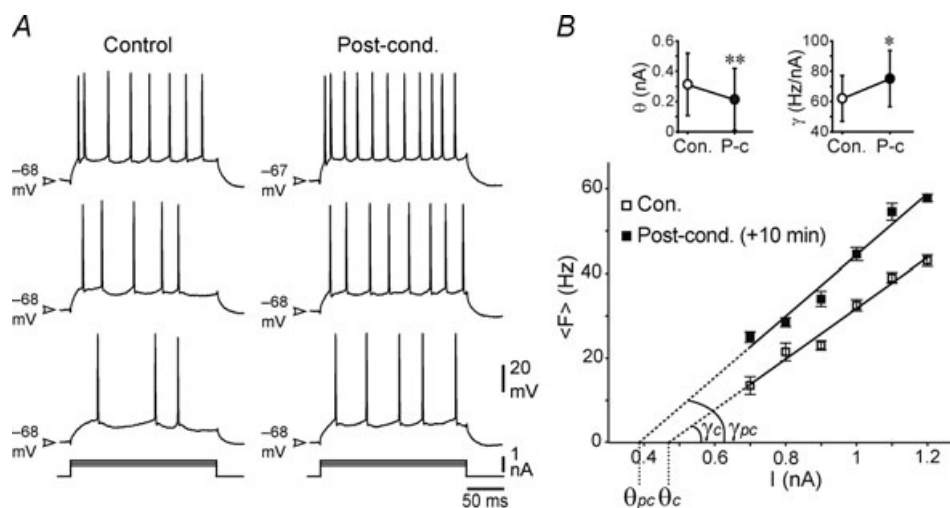 A
Control
Post-cond.
–68
mV
–67
mV
–68
mV
–68
mV
–68
mV
–68
mV
20
mV
1
nA
50 ms
B
θ (nA)
0.6
0.4
0.2
0
**
Con. P-c
γ (Hz/nA)
100
80
60
40
*
Con. P-c
Con.
Post-cond. (+10 min)
<F> (Hz)
60
40
20
0
γc γpc
0.4 0.6 0.8 1.0 1.2
I (nA)
θpc θc